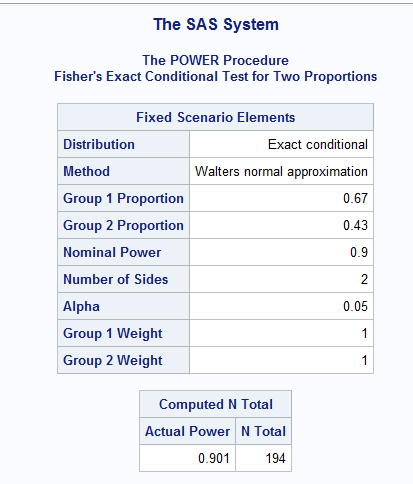 The SAS System
The POWER Procedure
Fisher's Exact Conditional Test for Two Proportions
Fixed Scenario Elements
Distribution Exact conditional
Method Walters normal approximation
Group 1 Proportion 0.67
Group 2 Proportion 0.43
Nominal Power 0.9
Number of Sides 2
Alpha 0.05
Group 1 Weight 1
Group 2 Weight 1
Computed N Total
Actual Power N Total
0.901 194